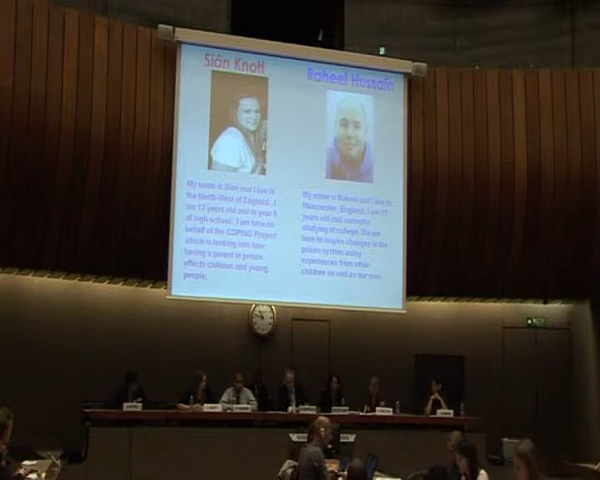 Siân Knott
My name is Sian and I live in
the North-West of England. I
am 13 years old and in year 9
of high school. I am here on
behalf of the COPING Project
which is looking into how
having a parent in prison
effects children and young
people.
Raheel Hussain
My name is Raheel and I live in
Manchester, England. I am 17
years old and currently
studying at college. We are
here to inspire changes in the
prison system using
experiences from other
children as well as our own.